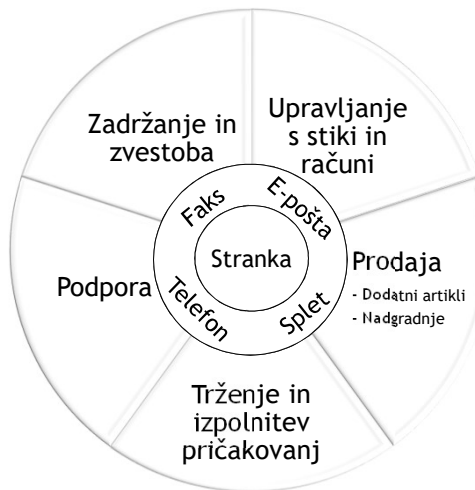 Zadržanje in
zvestoba
Upravljanje
s stiki in
računi
Faks
E-pošta
Stranka
Podpora
Telefon
Splet
Prodaja
- Dodatni artikli
- Nadgradnje
Trženje in
izpolnitev
pričakovanj